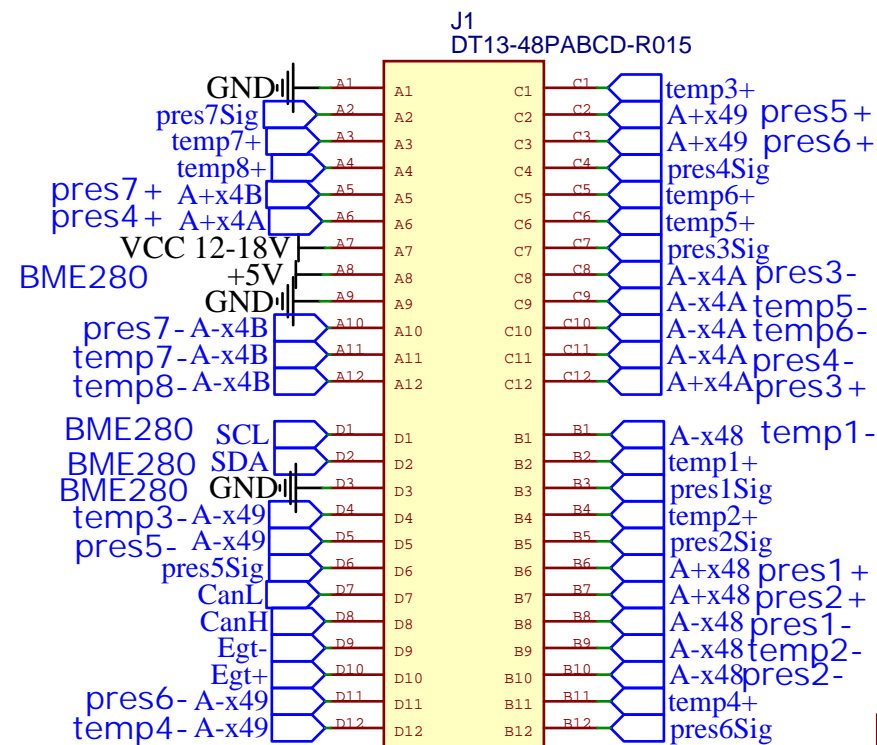 J1
DT13-48PABCD-R015
GND A1 A1
pres7Sig A2 A2
temp7+ A3 A3
temp8+ A4 A4
pres7+ A+x4B A5 A5
pres4+ A+x4A A6 A6
VCC 12-18V A7 A7
BME280 +5V A8 A8
GND A9 A9
pres7- A-x4B A10 A10
temp7- A-x4B A11 A11
temp8- A-x4B A12 A12
BME280 SCL D1 D1
BME280 SDA D2 D2
BME280 GND D3 D3
temp3- A-x49 D4 D4
pres5- A-x49 D5 D5
pres5Sig D6 D6
CanL D7 D7
CanH D8 D8
Egt- D9 D9
Egt+ D10 D10
pres6- A-x49 D11 D11
temp4- A-x49 D12 D12
C1 C1 temp3+
C2 C2 A+x49 pres5+
C3 C3 A+x49 pres6+
C4 C4 pres4Sig
C5 C5 temp6+
C6 C6 temp5+
C7 C7 pres3Sig
C8 C8 A-x4A pres3-
C9 C9 A-x4A temp5-
C10 C10 A-x4A temp6-
C11 C11 A-x4A pres4-
C12 C12 A+x4A pres3+
B1 B1 A-x48 temp1-
B2 B2 temp1+
B3 B3 pres1Sig
B4 B4 temp2+
B5 B5 pres2Sig
B6 B6 A+x48 pres1+
B7 B7 A+x48 pres2+
B8 B8 A-x48 pres1-
B9 B9 A-x48 temp2-
B10 B10 A-x48 pres2-
B11 B11 temp4+
B12 B12 pres6Sig